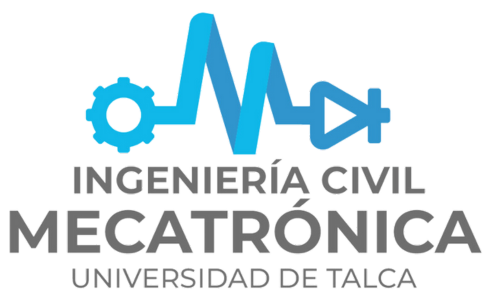 INGENIERÍA CIVIL
MECATRÓNICA
UNIVERSIDAD DE TALCA